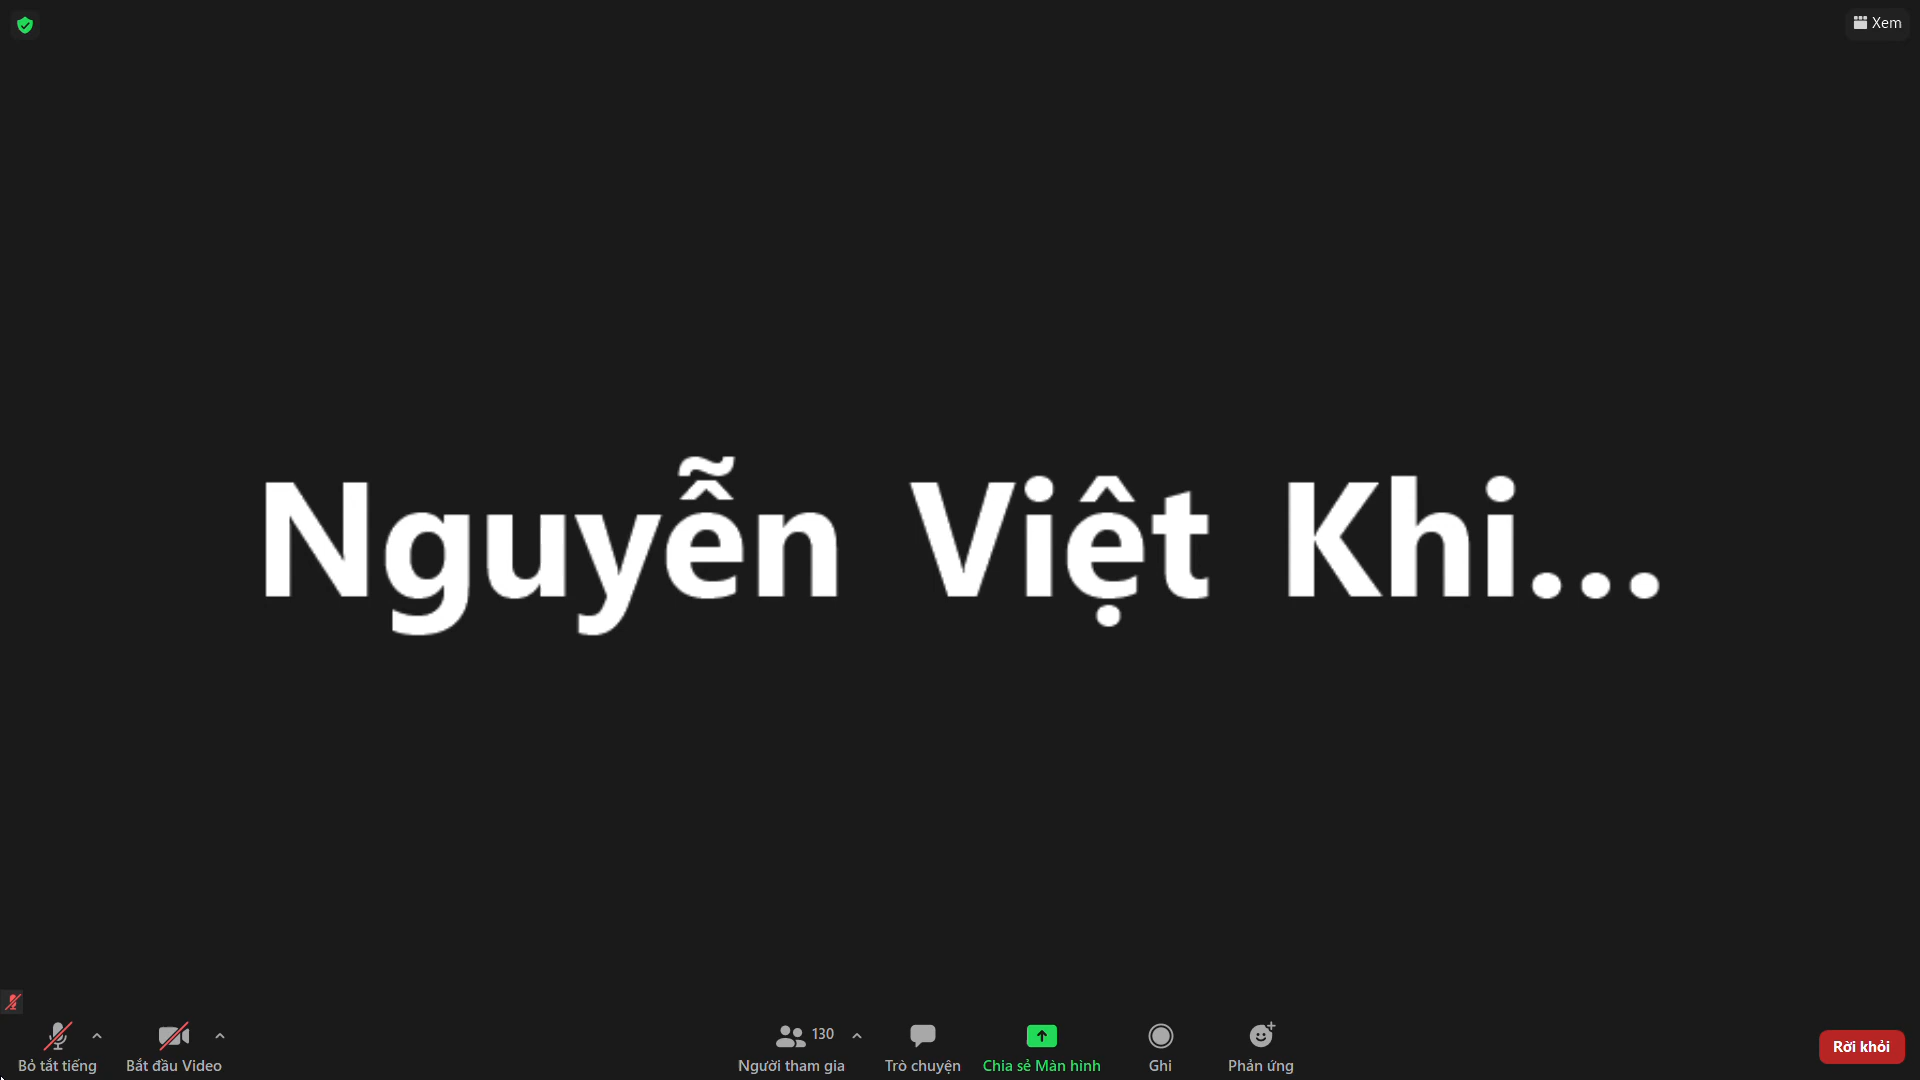 Xem
Nguyễn Việt Khi...
Bỏ tắt tiếng
Bắt đầu Video
130
Người tham gia
Trò chuyện
Chia sẻ Màn hình
Ghi
Phản ứng
Rời khỏi